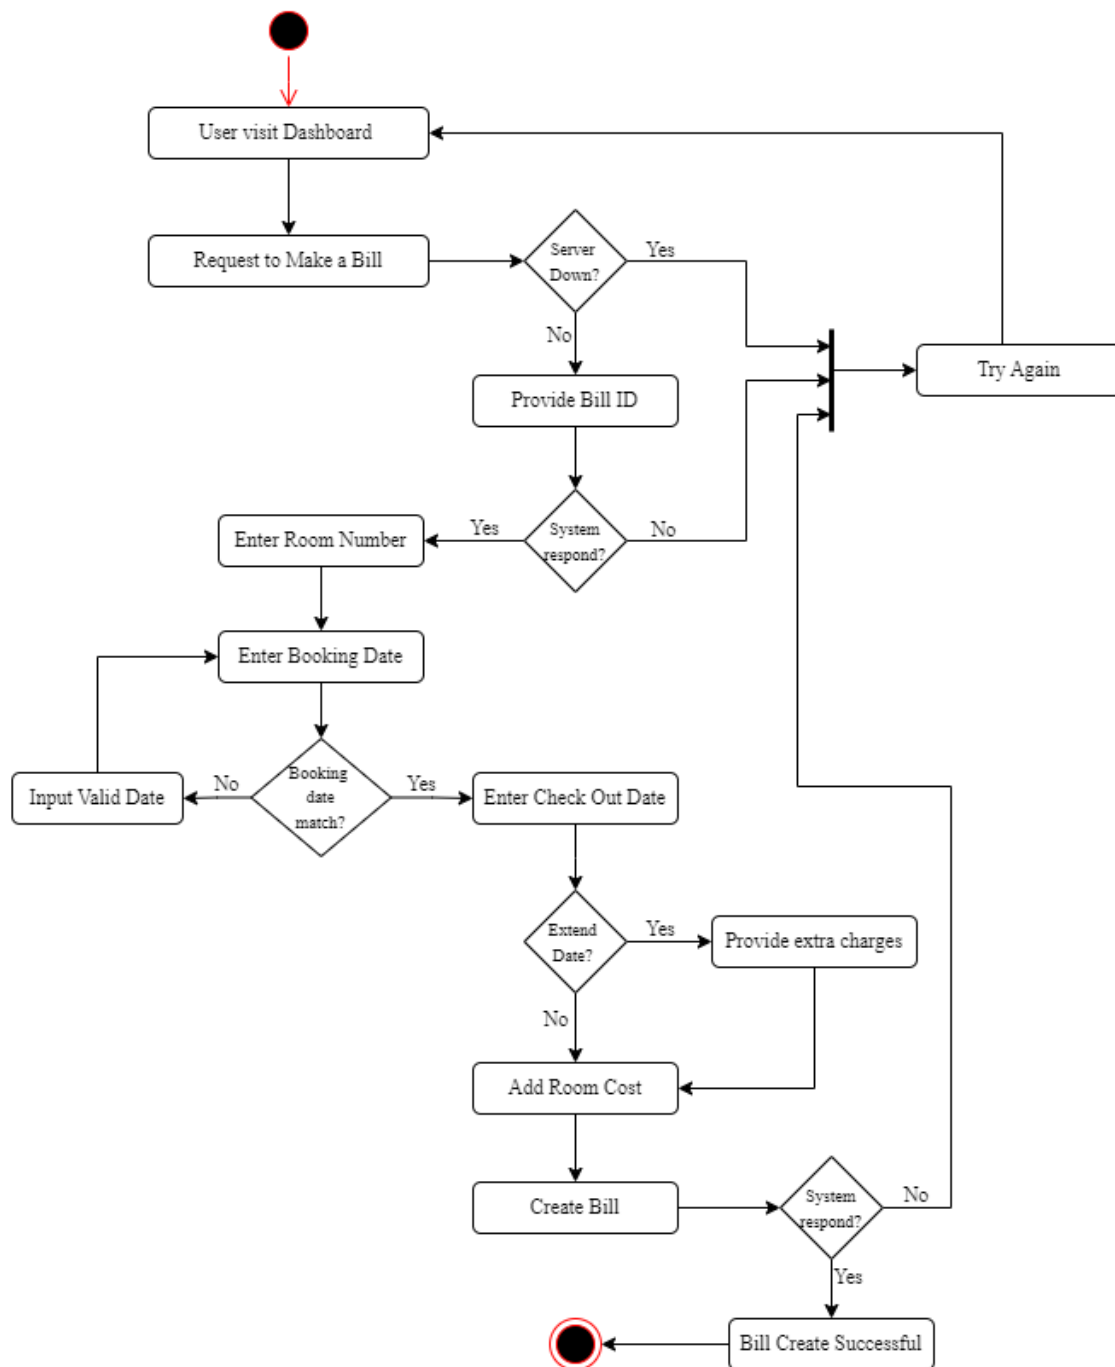 User visit Dashboard
Request to Make a Bill
Server
Down?
Yes
No
Try Again
Provide Bill ID
Enter Room Number
Yes
System
respond?
No
Enter Booking Date
Input Valid Date
No
Booking
date
match?
Yes
Enter Check Out Date
Extend
Date?
Yes
Provide extra charges
No
Add Room Cost
Create Bill
System
respond?
No
Yes
Bill Create Successful